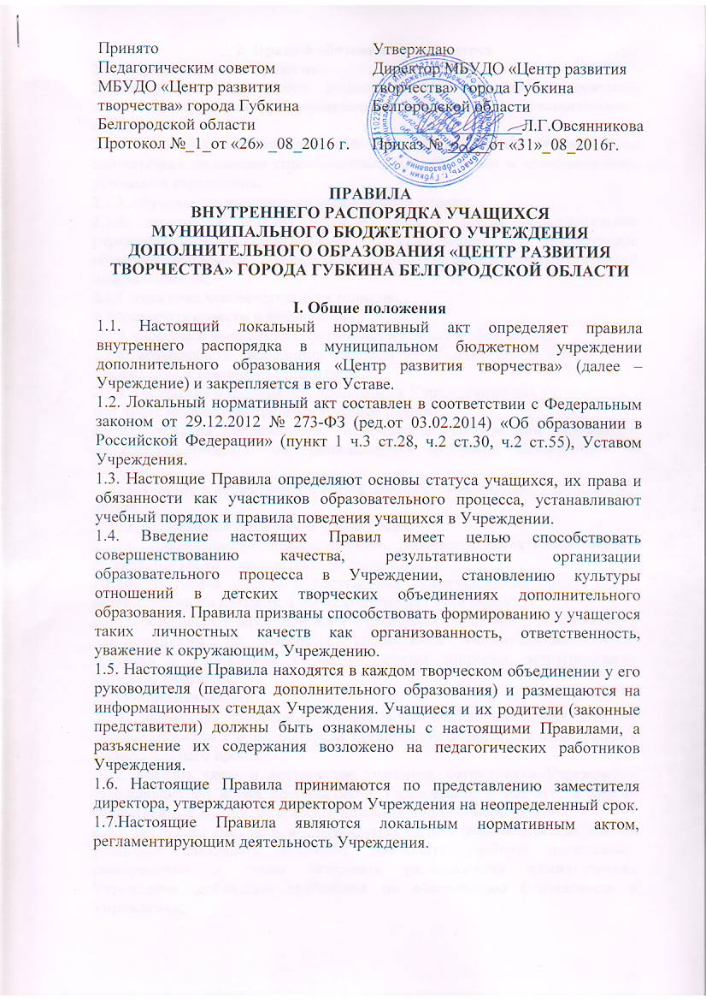 Принято
Педагогическим советом
МБУДО «Центр развития
творчества» города Губкина
Белгородской области
Протокол №_1_от «26» _08_2016 г.
Утверждаю
Директор МБУДО «Центр развития
творчества» города Губкина
Белгородской области
Л.Г.Овсянникова
Приказ № от «31»_08_2016г.
ПРАВИЛА
ВНУТРЕННЕГО РАСПОРЯДКА УЧАЩИХСЯ
МУНИЦИПАЛЬНОГО БЮДЖЕТНОГО УЧРЕЖДЕНИЯ
ДОПОЛНИТЕЛЬНОГО ОБРАЗОВАНИЯ «ЦЕНТР РАЗВИТИЯ
ТВОРЧЕСТВА» ГОРОДА ГУБКИНА БЕЛГОРОДСКОЙ ОБЛАСТИ
I. Общие положения
1.1. Настоящий локальный нормативный акт определяет правила
внутреннего распорядка в муниципальном бюджетном учреждении
дополнительного образования «Центр развития творчества» (далее –
Учреждение) и закрепляется в его Уставе.
1.2. Локальный нормативный акт составлен в соответствии с Федеральным
законом от 29.12.2012 № 273-ФЗ (ред.от 03.02.2014) «Об образовании в
Российской Федерации» (пункт 1 ч.3 ст.28, ч.2 ст.30, ч.2 ст.55), Уставом
Учреждения.
1.3. Настоящие Правила определяют основы статуса учащихся, их права и
обязанности как участников образовательного процесса, устанавливают
учебный порядок и правила поведения учащихся в Учреждении.
1.4. Введение настоящих Правил имеет целью способствовать
совершенствованию качества, результативности организации
образовательного процесса в Учреждении, становлению культуры
отношений в детских творческих объединениях дополнительного
образования. Правила призваны способствовать формированию у учащегося
таких личностных качеств как организованность, ответственность,
уважение к окружающим, Учреждению.
1.5. Настоящие Правила находятся в каждом творческом объединении у его
руководителя (педагога дополнительного образования) и размещаются на
информационных стендах Учреждения. Учащиеся и их родители (законные
представители) должны быть ознакомлены с настоящими Правилами, а
разъяснение их содержания возложено на педагогических работников
Учреждения.
1.6. Настоящие Правила принимаются по представлению заместителя
директора, утверждаются директором Учреждения на неопределенный срок.
1.7.Настоящие Правила являются локальным нормативным актом,
регламентирующим деятельность Учреждения.